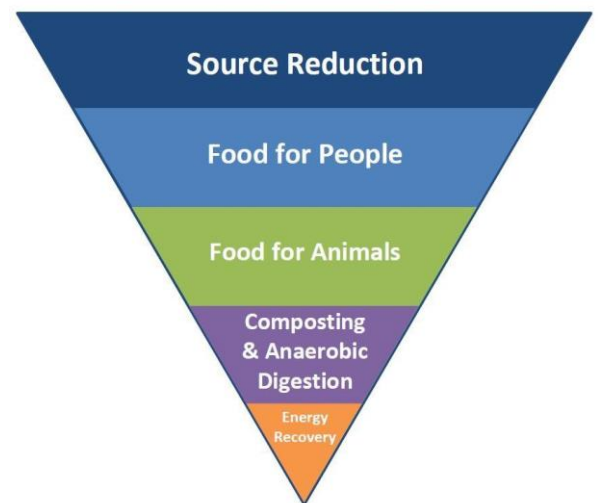 Source Reduction
Food for People
Food for Animals
Composting
& Anaerobic
Digestion
Energy
Recovery